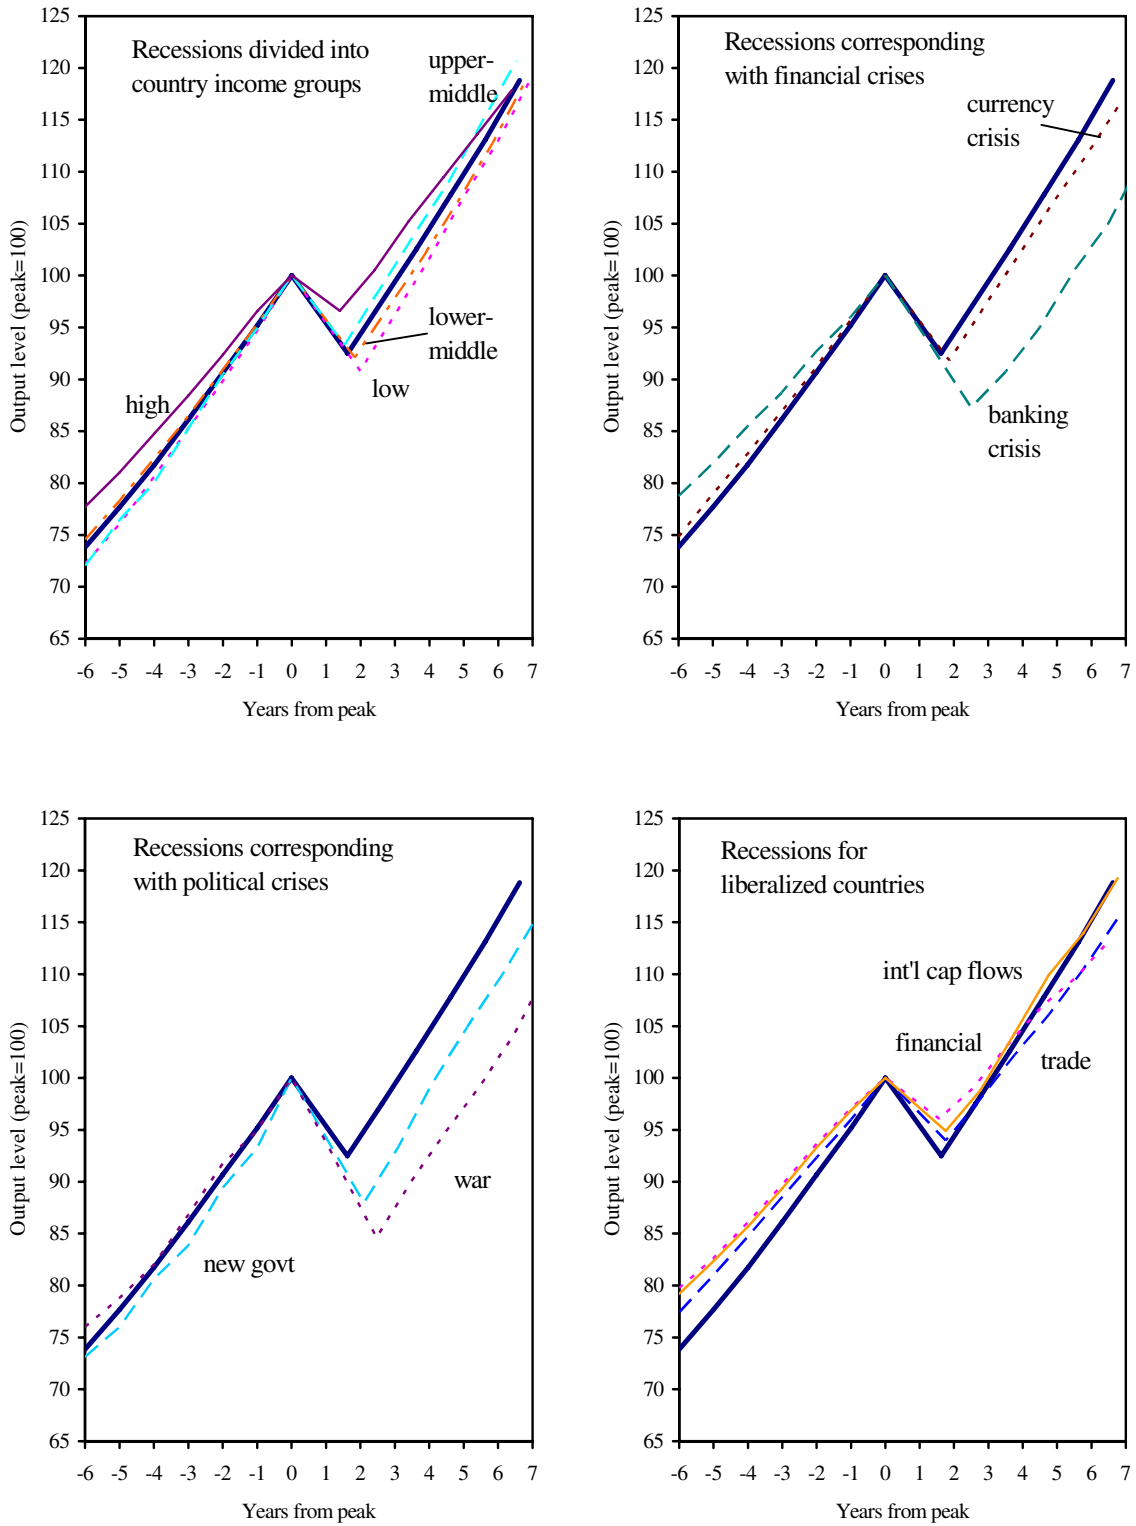 Recessions divided into
country income groups
upper-
middle
high
lower-
middle
low
Output level (peak=100)
125
120
115
110
105
100
95
90
85
80
75
70
65
-6 -5 -4 -3 -2 -1 0 1 2 3 4 5 6 7
Years from peak
Recessions corresponding
with financial crises
currency
crisis
banking
crisis
Output level (peak=100)
125
120
115
110
105
100
95
90
85
80
75
70
65
-6 -5 -4 -3 -2 -1 0 1 2 3 4 5 6 7
Years from peak
Recessions corresponding
with political crises
war
new govt
Output level (peak=100)
125
120
115
110
105
100
95
90
85
80
75
70
65
-6 -5 -4 -3 -2 -1 0 1 2 3 4 5 6 7
Years from peak
Recessions for
liberalized countries
int'l cap flows
financial
trade
Output level (peak=100)
125
120
115
110
105
100
95
90
85
80
75
70
65
-6 -5 -4 -3 -2 -1 0 1 2 3 4 5 6 7
Years from peak